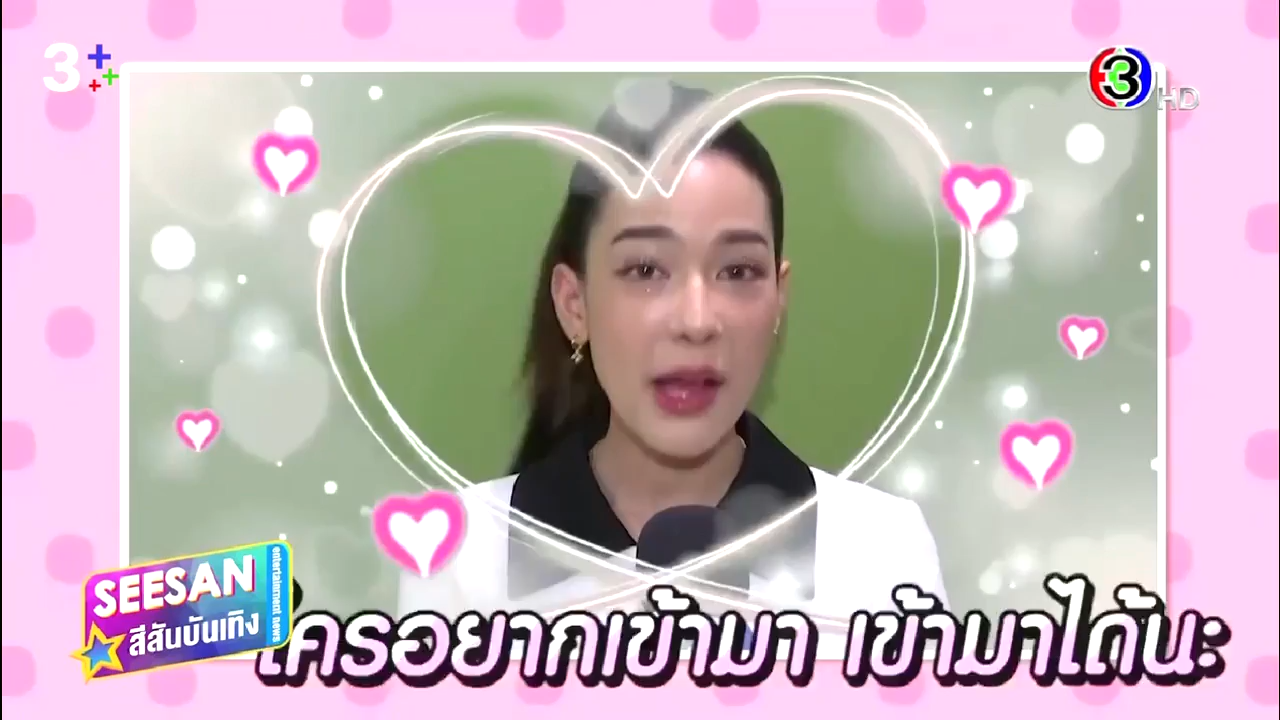 3+
3 HD
SEESAN
สีสันบันเทิง
entertainment news
ใครอยากเข้ามา เข้ามาได้นะ